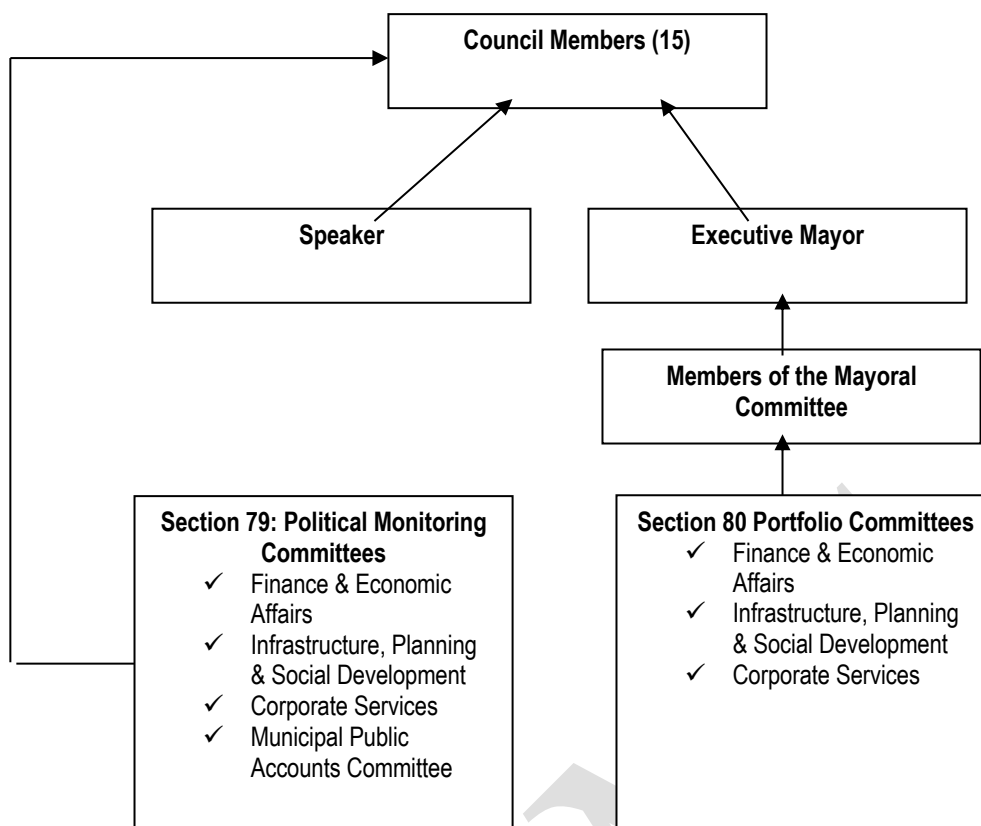 Council Members (15)
Speaker
Executive Mayor
Members of the Mayoral
Committee
Section 79: Political Monitoring
Committees
✓ Finance & Economic
Affairs
✓ Infrastructure, Planning
& Social Development
✓ Corporate Services
✓ Municipal Public
Accounts Committee
Section 80 Portfolio Committees
✓ Finance & Economic
Affairs
✓ Infrastructure, Planning
& Social Development
✓ Corporate Services